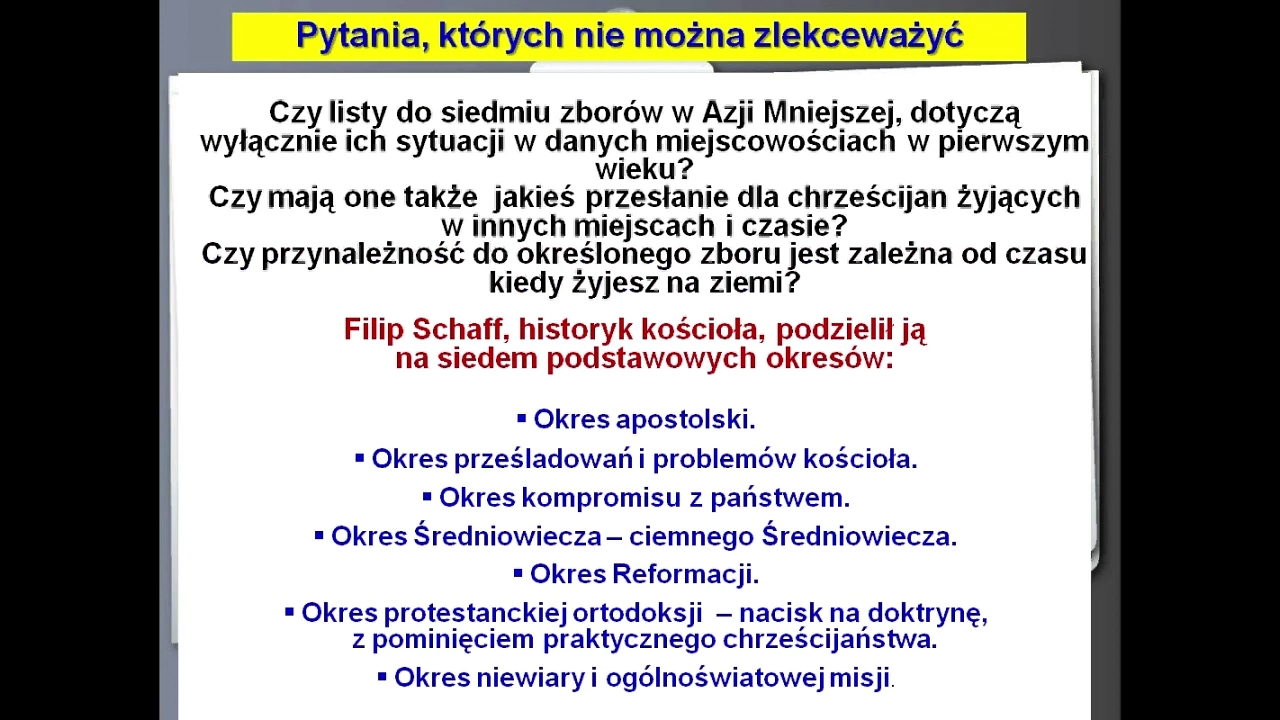 Pytania, których nie można zlekceważyć
Czy listy do siedmiu zborów w Azji Mniejszej, dotyczą
wyłącznie ich sytuacji w danych miejscowościach w pierwszym
wieku?
Czy mają one także jakieś przesłanie dla chrześcijan żyjących
w innych miejscach i czasie?
Czy przynależność do określonego zboru jest zależna od czasu
kiedy żyjesz na ziemi?
Filip Schaff, historyk kościoła, podzielił ją
na siedem podstawowych okresów:
▪ Okres apostolski.
▪ Okres prześladowań i problemów kościoła.
▪ Okres kompromisu z państwem.
▪ Okres Średniowiecza – ciemnego Średniowiecza.
▪ Okres Reformacji.
▪ Okres protestanckiej ortodoksji – nacisk na doktrynę,
z pominięciem praktycznego chrześcijaństwa.
▪ Okres niewiary i ogólnoświatowej misji.